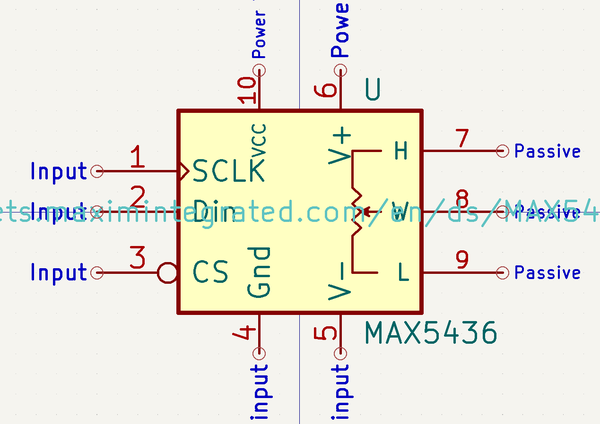 Power
Powe
10
6
U
VCC
V+
H
7
Passive
Input
1
SCLK
Input
2
Din
ets.maximintegrated.com/en/ds/MAX54
W
8
Passive
Input
3
CS
Gnd
V-
L
9
Passive
4
5
MAX5436
input
input